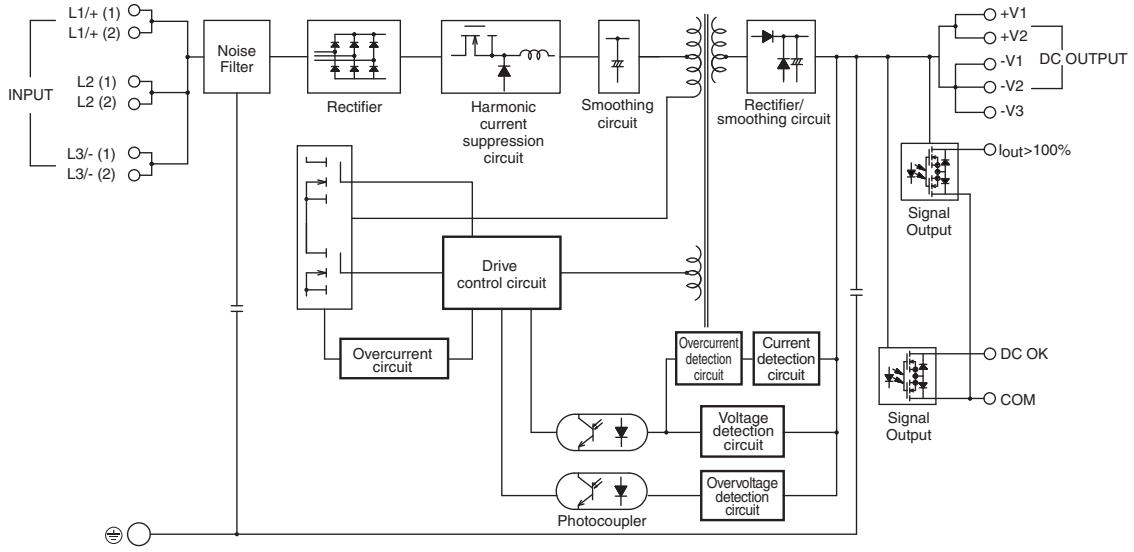 INPUT
L1/+ (1)
L1/+ (2)
L2 (1)
L2 (2)
L3/- (1)
L3/- (2)
Noise
Filter
Rectifier
Harmonic
current
suppression
circuit
Smoothing
circuit
Rectifier/
smoothing circuit
+V1
+V2
-V1
-V2
-V3
DC OUTPUT
Iout>100%
Signal
Output
Drive
control circuit
Overcurrent
circuit
Overcurrent
detection
circuit
Current
detection
circuit
DC OK
COM
Signal
Output
Voltage
detection
circuit
Overvoltage
detection
circuit
Photocoupler